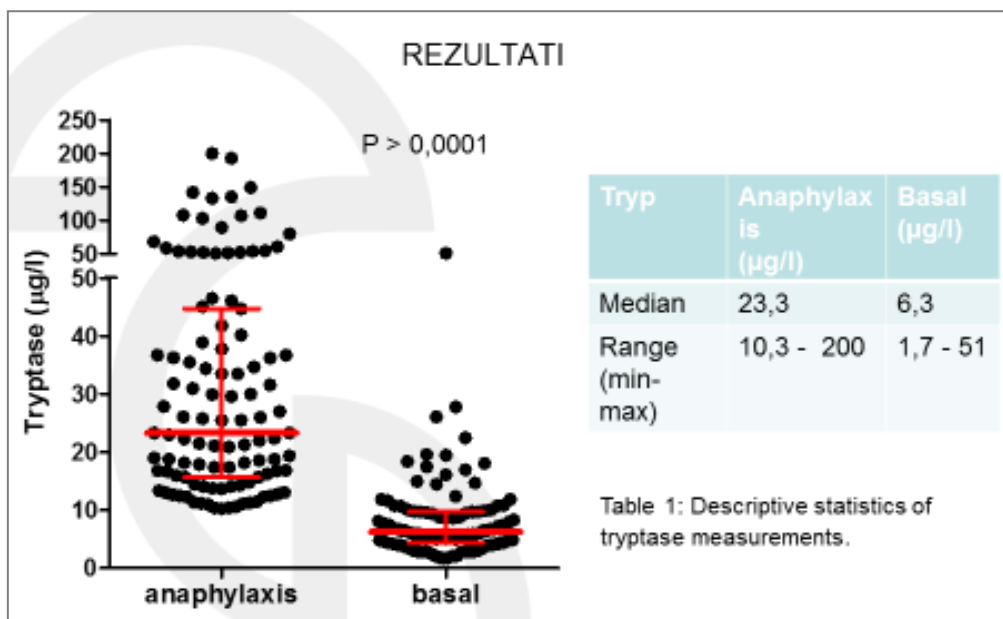 REZULTATI
P > 0,0001
Tryptase (µg/l)
250
200
150
100
50
50
40
30
20
10
0
anaphylaxis
basal
Tryp
Anaphylax
is
(µg/l)
Basal
(µg/l)
Median
23,3
6,3
Range
(min-
max)
10,3 - 200
1,7 - 51
Table 1: Descriptive statistics of
tryptase measurements.